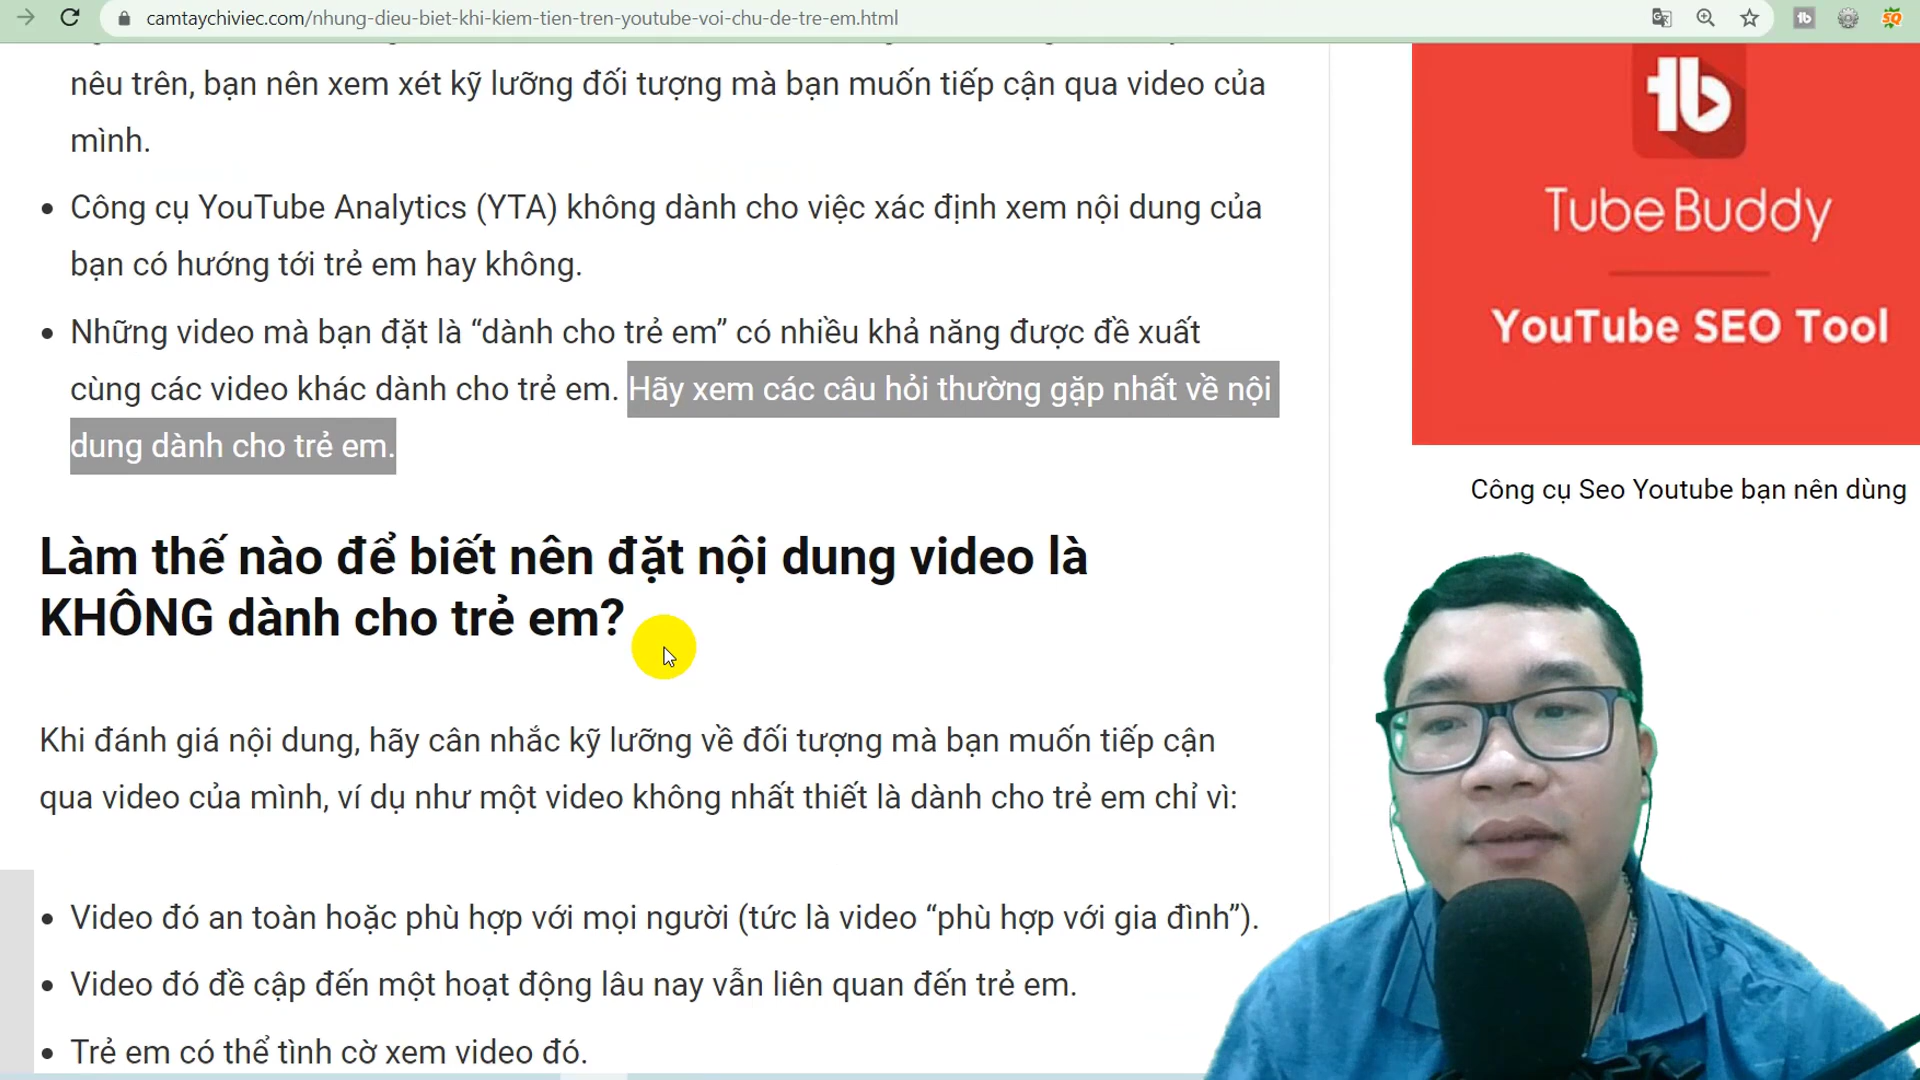 camtaychiviec.com/nhung-dieu-biet-khi-kiem-tien-tren-youtube-voi-chu-de-tre-em.html
nêu trên, bạn nên xem xét kỹ lưỡng đối tượng mà bạn muốn tiếp cận qua video của
mình.
• Công cụ YouTube Analytics (YTA) không dành cho việc xác định xem nội dung của
bạn có hướng tới trẻ em hay không.
• Những video mà bạn đặt là “dành cho trẻ em” có nhiều khả năng được đề xuất
cùng các video khác dành cho trẻ em. Hãy xem các câu hỏi thường gặp nhất về nội
dung dành cho trẻ em.
Làm thế nào để biết nên đặt nội dung video là
KHÔNG dành cho trẻ em?
Khi đánh giá nội dung, hãy cân nhắc kỹ lưỡng về đối tượng mà bạn muốn tiếp cận
qua video của mình, ví dụ như một video không nhất thiết là dành cho trẻ em chỉ vì:
• Video đó an toàn hoặc phù hợp với mọi người (tức là video “phù hợp với gia đình”).
• Video đó đề cập đến một hoạt động lâu nay vẫn liên quan đến trẻ em.
• Trẻ em có thể tình cờ xem video đó.
tb
TubeBuddy
YouTube SEO Tool
Công cụ Seo Youtube bạn nên dùng
tb
SQ